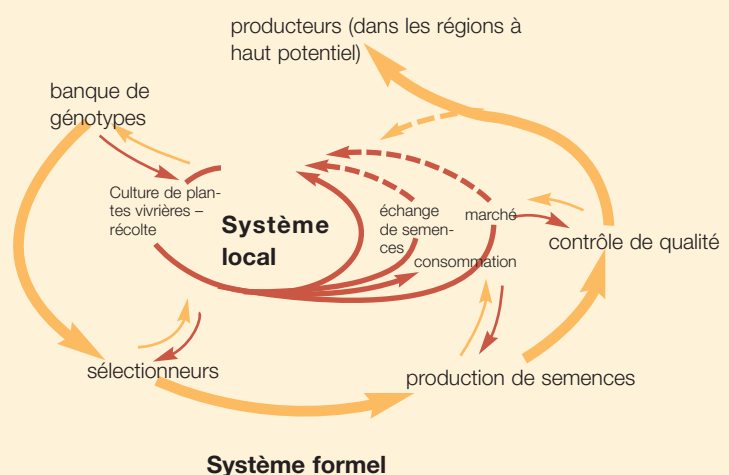 producteurs (dans les régions à
haut potentiel)
banque de
génotypes
Culture de plan-
tes vivrières –
récolte
Système
local
échange
de semen-
ces
marché
consommation
contrôle de qualité
sélectionneurs
production de semences
Système formel